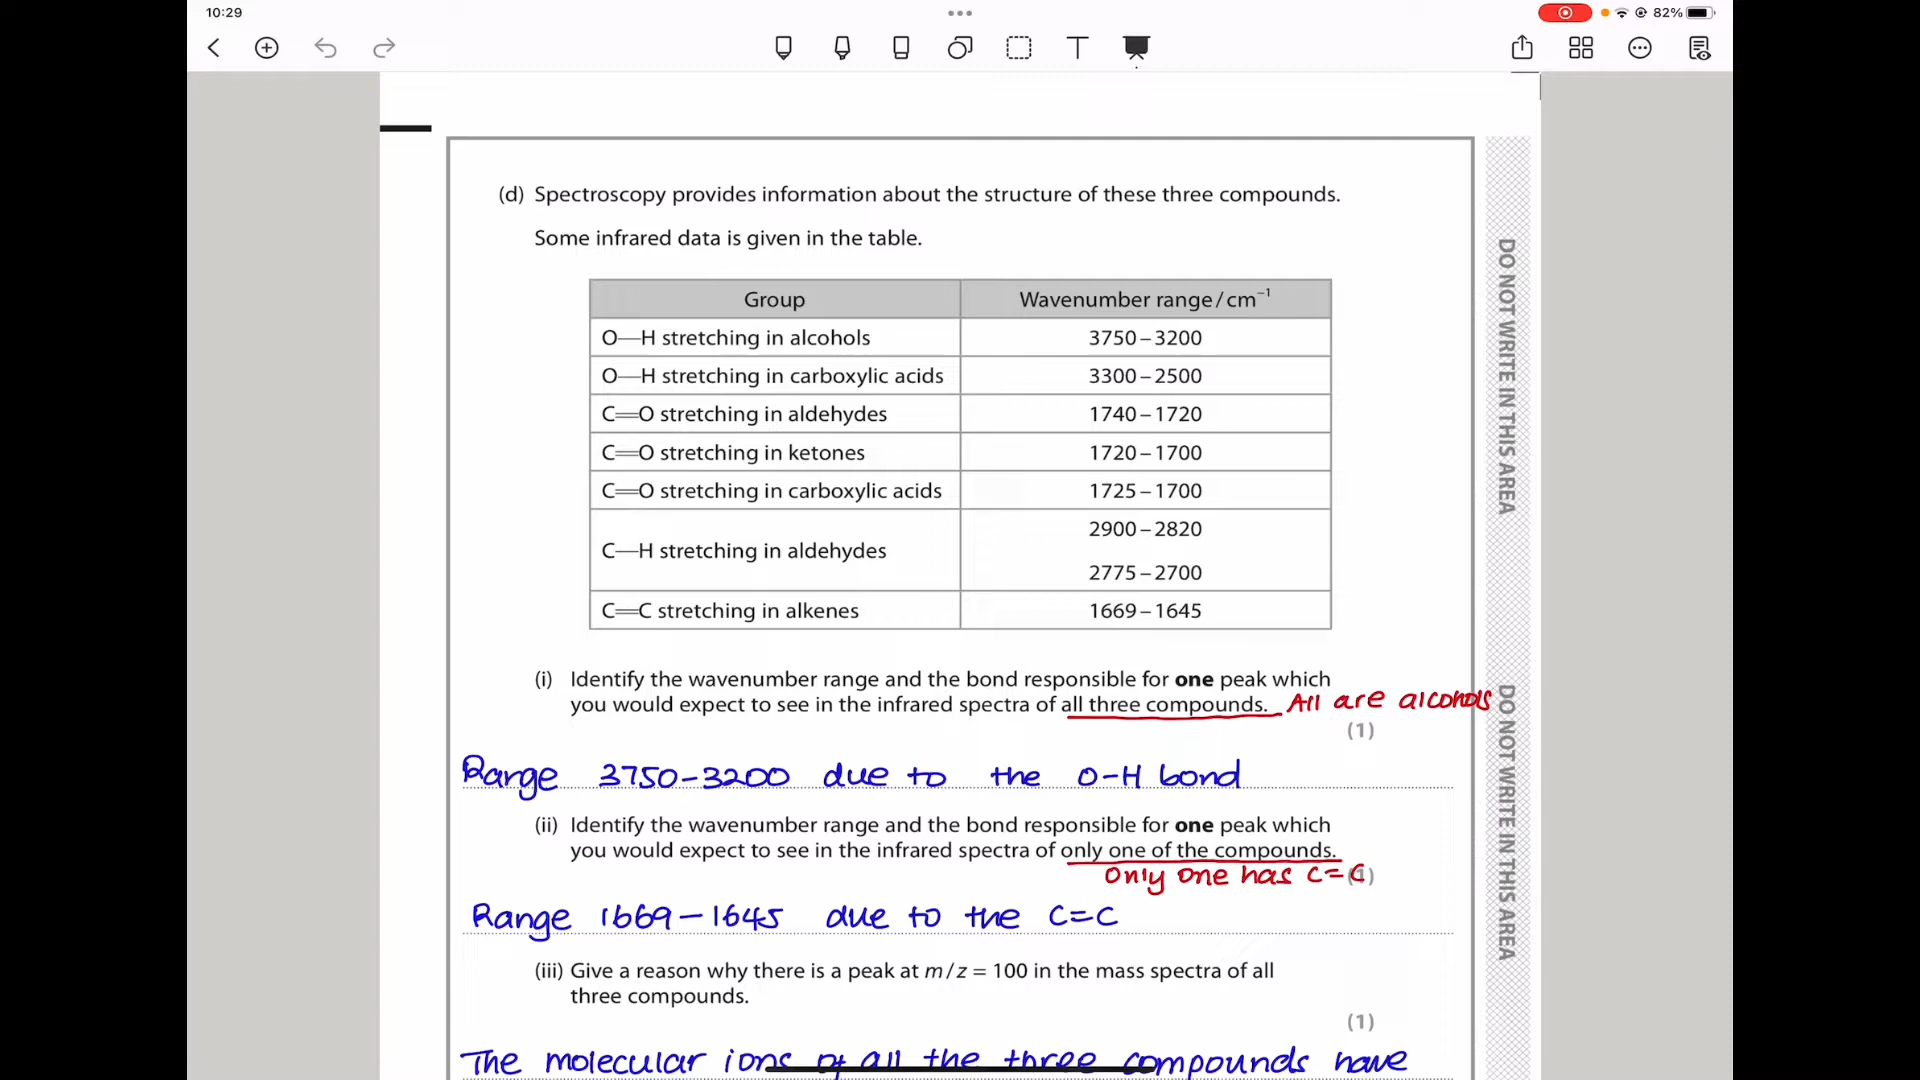 10:29
82%
(d) Spectroscopy provides information about the structure of these three compounds.
Some infrared data is given in the table.
Group Wavenumber range/cm⁻¹
O—H stretching in alcohols 3750–3200
O—H stretching in carboxylic acids 3300–2500
C=O stretching in aldehydes 1740–1720
C=O stretching in ketones 1720–1700
C=O stretching in carboxylic acids 1725–1700
C—H stretching in aldehydes 2900–2820
2775–2700
C=C stretching in alkenes 1669–1645
(i) Identify the wavenumber range and the bond responsible for one peak which
you would expect to see in the infrared spectra of all three compounds. All are alcohols
(1)
Range 3750-3200 due to the O-H bond
(ii) Identify the wavenumber range and the bond responsible for one peak which
you would expect to see in the infrared spectra of only one of the compounds.
Only one has C=C (1)
Range 1669-1645 due to the C=C
(iii) Give a reason why there is a peak at m/z = 100 in the mass spectra of all
three compounds.
(1)
The molecular ions of all the three compounds have
DO NOT WRITE IN THIS AREA
DO NOT WRITE IN THIS AREA